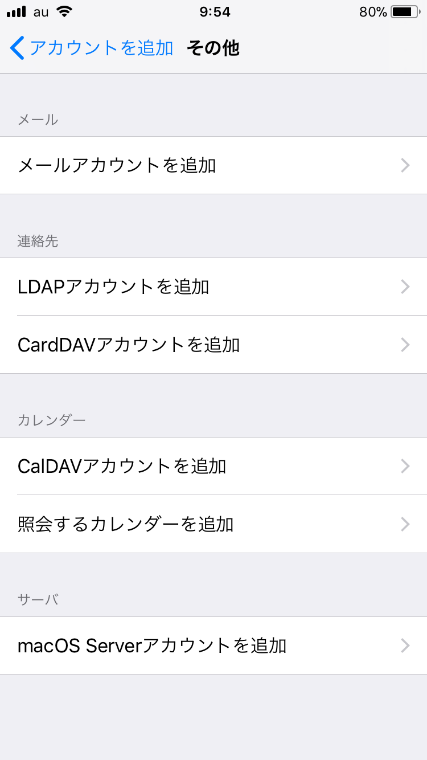 au 9:54 80%
アカウントを追加 その他
メール
メールアカウントを追加
連絡先
LDAPアカウントを追加
CardDAVアカウントを追加
カレンダー
CalDAVアカウントを追加
照会するカレンダーを追加
サーバ
macOS Serverアカウントを追加